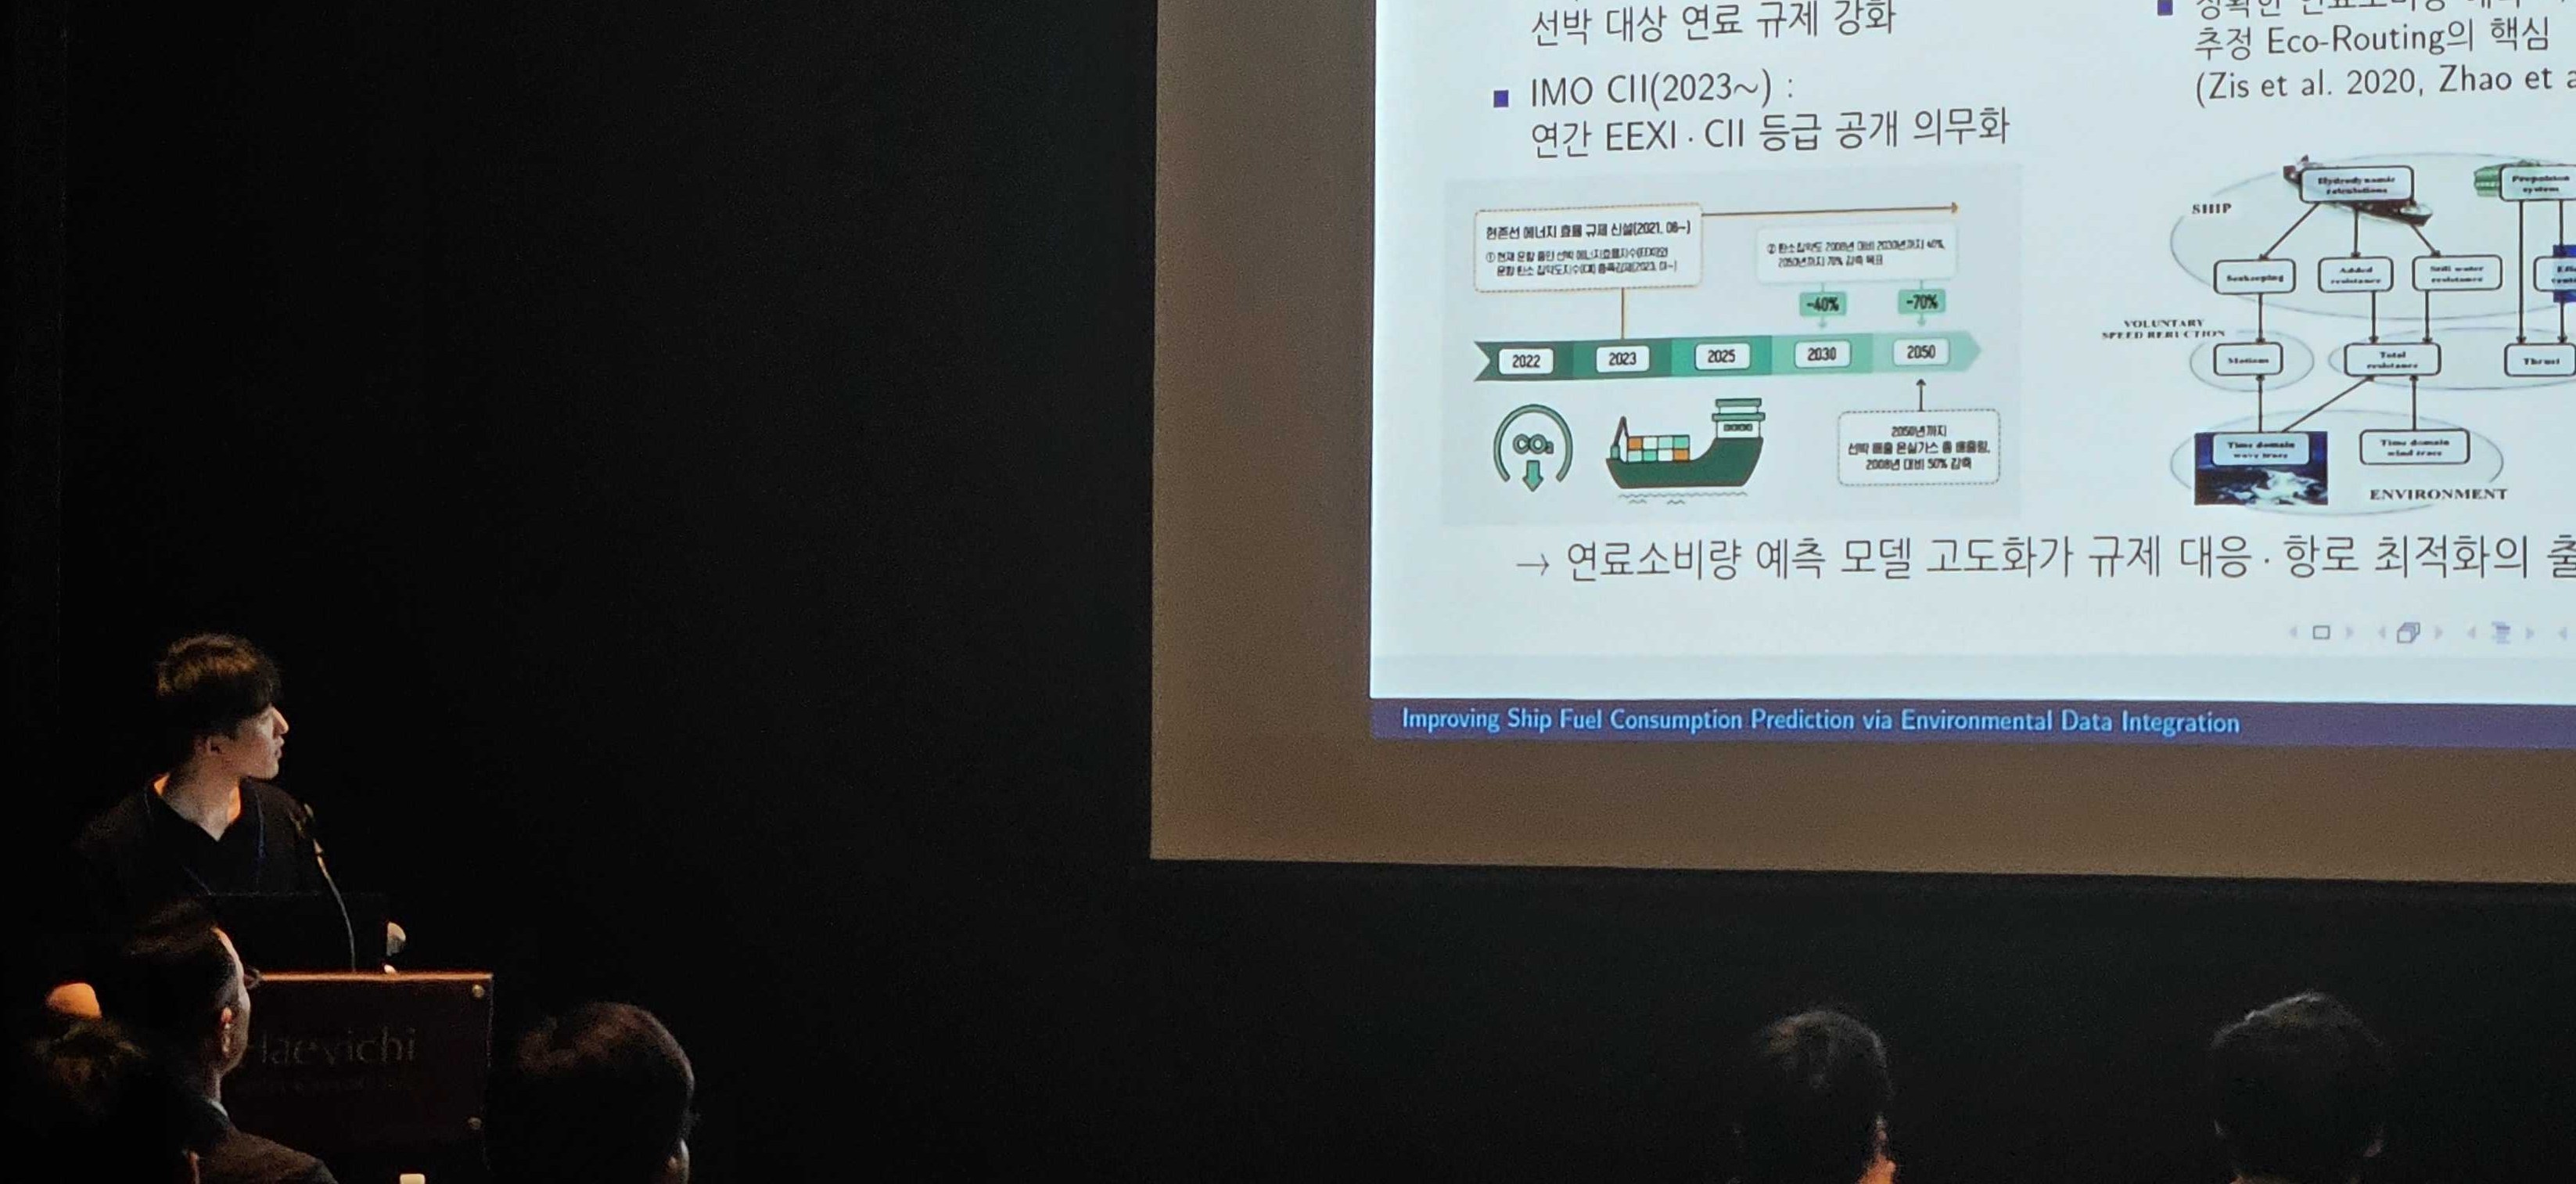 선박 대상 연료 규제 강화
IMO CII(2023~) :
연간 EEXI · CII 등급 공개 의무화
현존선 에너지 효율 규제 신설(2021. 06~)
① 현재 운항 중인 선박 에너지효율지수(EEXI)와
운항 탄소 집약도지수(CII) 충족강제(2023. 01~)
② 탄소집약도 2008년 대비 2030년까지 40%,
2050년까지 70% 감축 목표
-40%
-70%
2022
2023
2025
2030
2050
CO₂
2050년까지
선박 배출 온실가스 총 배출량,
2008년 대비 50% 감축
추정 Eco-Routing의 핵심
(Zis et al. 2020, Zhao et
SHIP
Hydrodynamic
calculations
Propulsion
system
Seakeeping
Added
resistance
Still water
resistance
VOLUNTARY
SPEED REDUCTION
Motions
Total
resistance
Thrust
Time domain
wave trace
Time domain
wind trace
ENVIRONMENT
→ 연료소비량 예측 모델 고도화가 규제 대응 · 항로 최적화의
Improving Ship Fuel Consumption Prediction via Environmental Data Integration
Haevichi